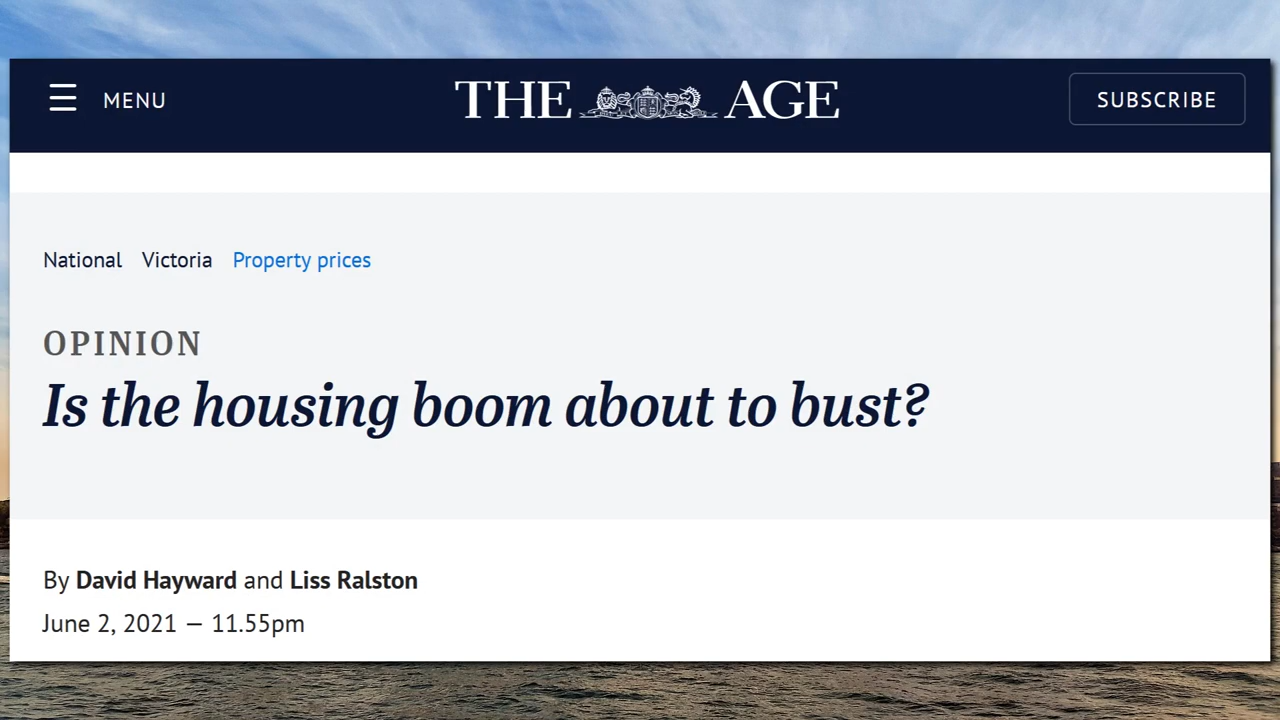 MENU
THE AGE
SUBSCRIBE
National Victoria Property prices
OPINION
Is the housing boom about to bust?
By David Hayward and Liss Ralston
June 2, 2021 — 11.55pm